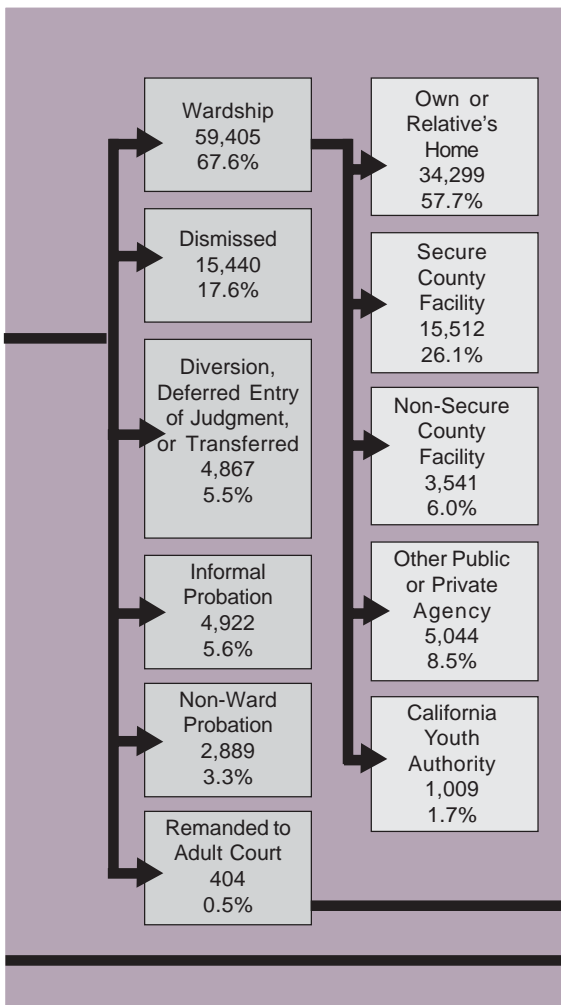 Wardship
59,405
67.6%
Dismissed
15,440
17.6%
Diversion,
Deferred Entry
of Judgment,
or Transferred
4,867
5.5%
Informal
Probation
4,922
5.6%
Non-Ward
Probation
2,889
3.3%
Remanded to
Adult Court
404
0.5%
Own or
Relative's
Home
34,299
57.7%
Secure
County
Facility
15,512
26.1%
Non-Secure
County
Facility
3,541
6.0%
Other Public
or Private
Agency
5,044
8.5%
California
Youth
Authority
1,009
1.7%